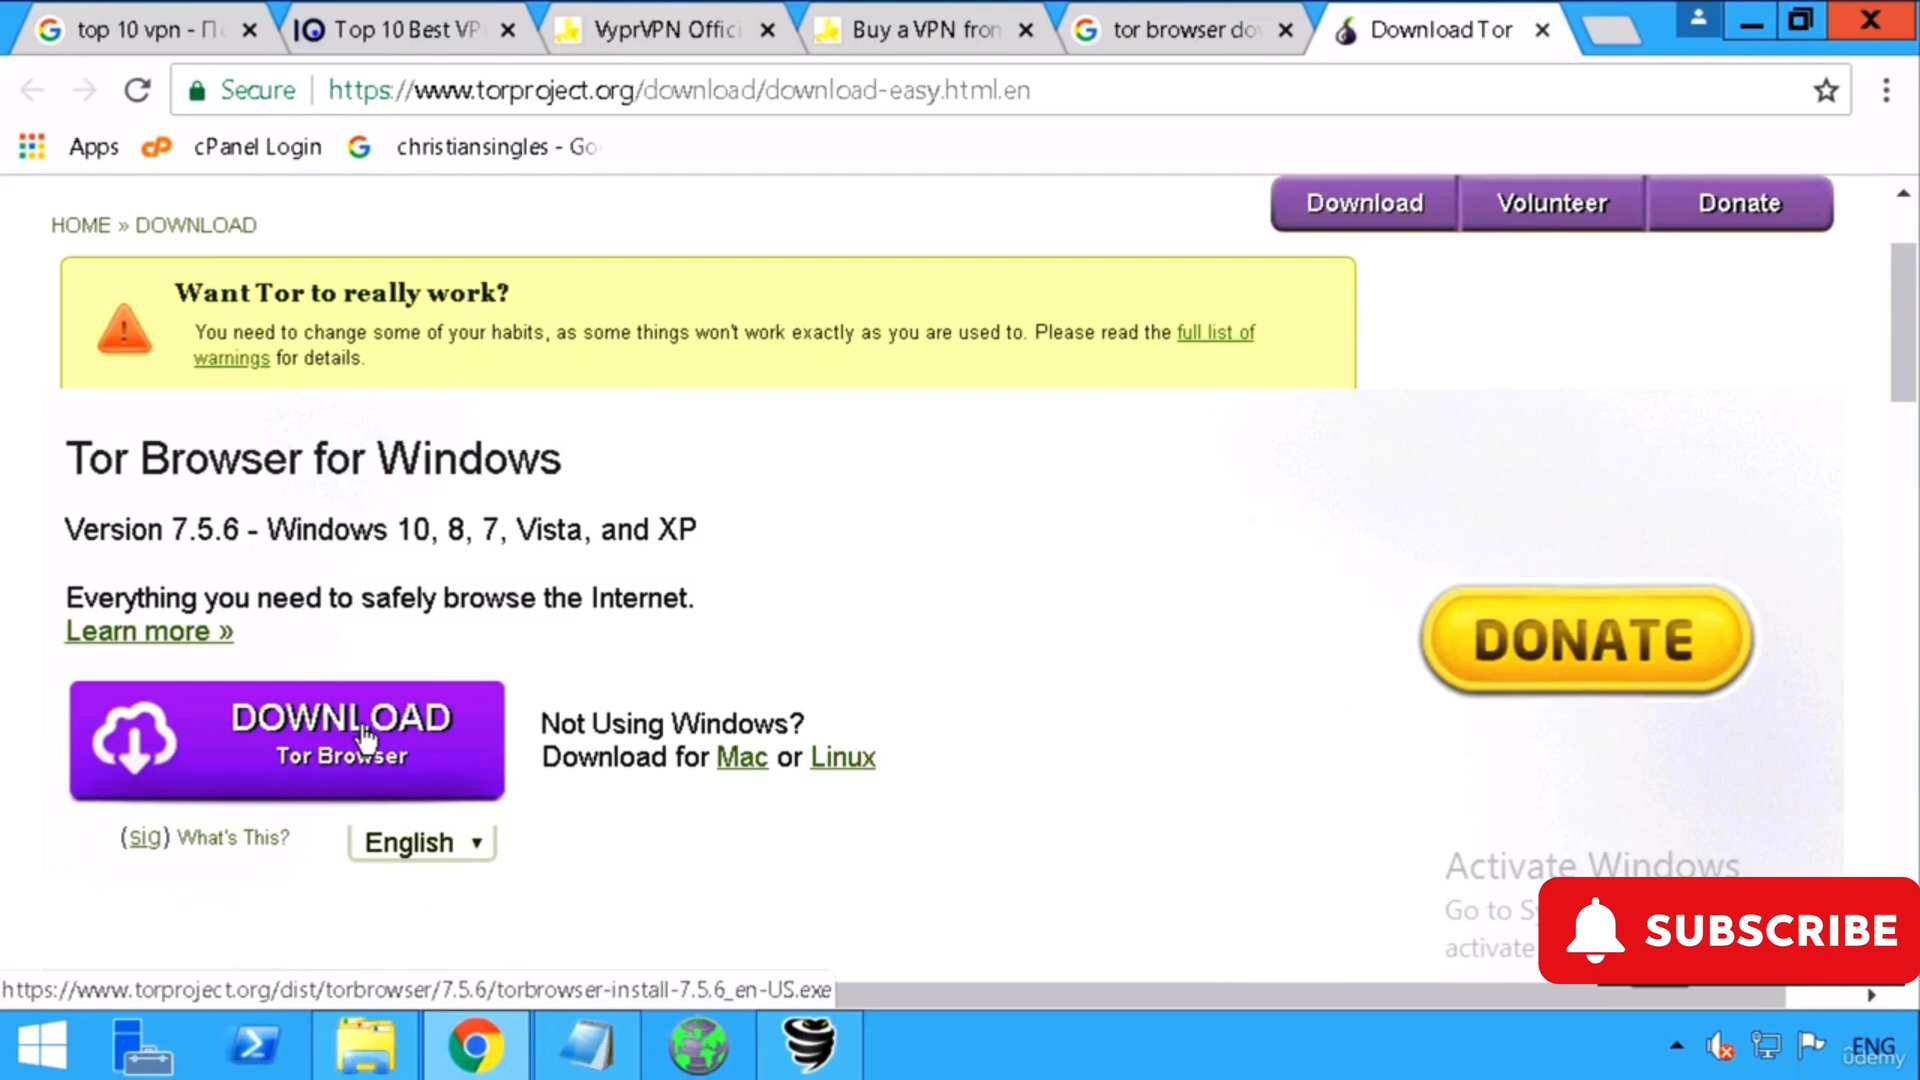 top 10 vpn - П
Top 10 Best VP
VyprVPN Offici
Buy a VPN from
tor browser do
Download Tor
Secure
https://www.torproject.org/download/download-easy.html.en
Apps
cPanel Login
christiansingles - Goo
HOME » DOWNLOAD
Download
Volunteer
Donate
Want Tor to really work?
You need to change some of your habits, as some things won't work exactly as you are used to. Please read the full list of
warnings for details.
Tor Browser for Windows
Version 7.5.6 - Windows 10, 8, 7, Vista, and XP
Everything you need to safely browse the Internet.
Learn more »
DOWNLOAD
Tor Browser
Not Using Windows?
Download for Mac or Linux
DONATE
(sig) What's This?
English
Activate Windows
Go to S
activate
SUBSCRIBE
https://www.torproject.org/dist/torbrowser/7.5.6/torbrowser-install-7.5.6_en-US.exe
ENG
ûdemy